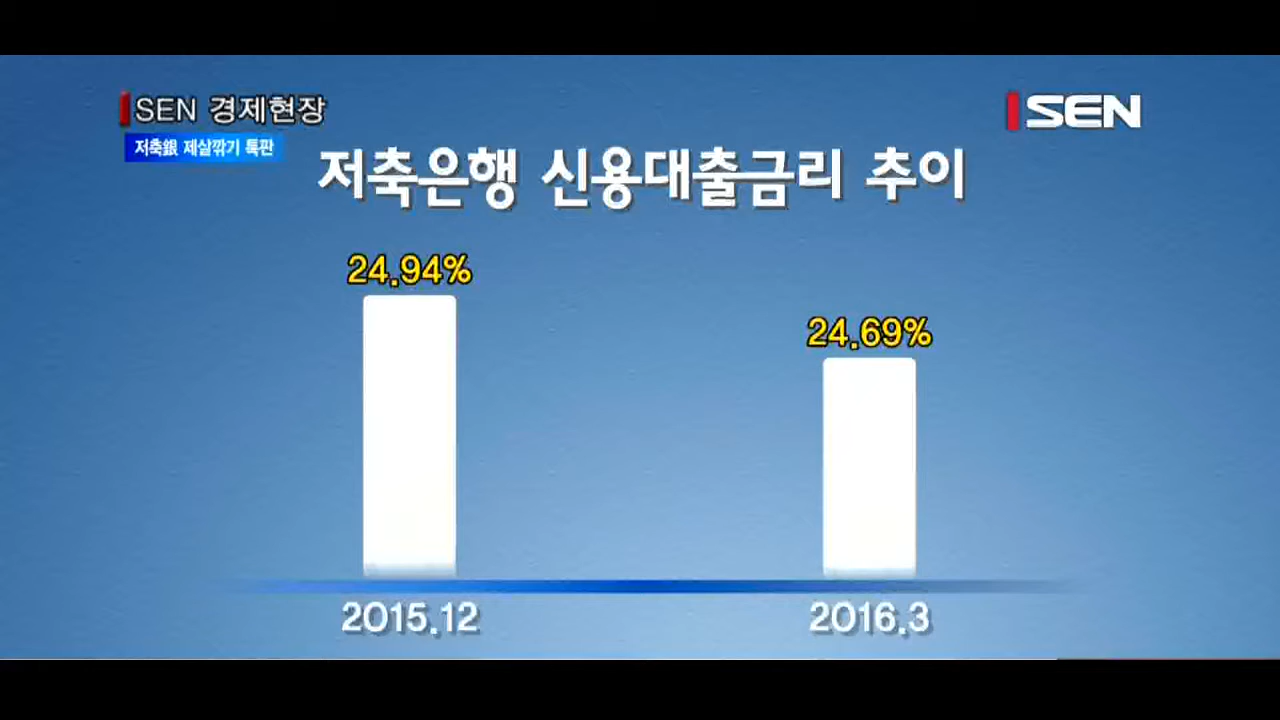 SEN 경제현장
SEN
저축銀 제살깎기 특판
저축은행 신용대출금리 추이
24.94%
24.69%
2015.12
2016.3